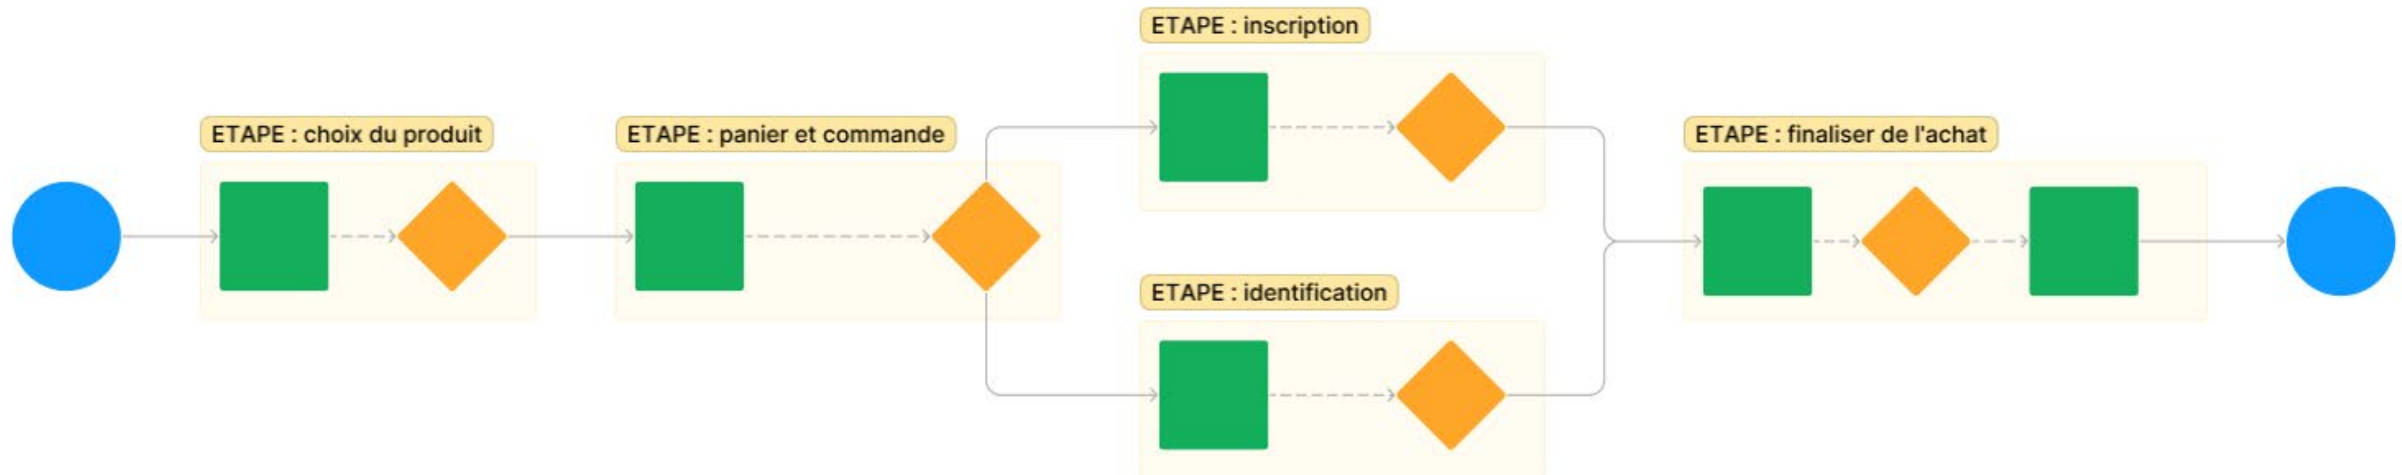 ETAPE : choix du produit
ETAPE : panier et commande
ETAPE : inscription
ETAPE : identification
ETAPE : finaliser de l'achat